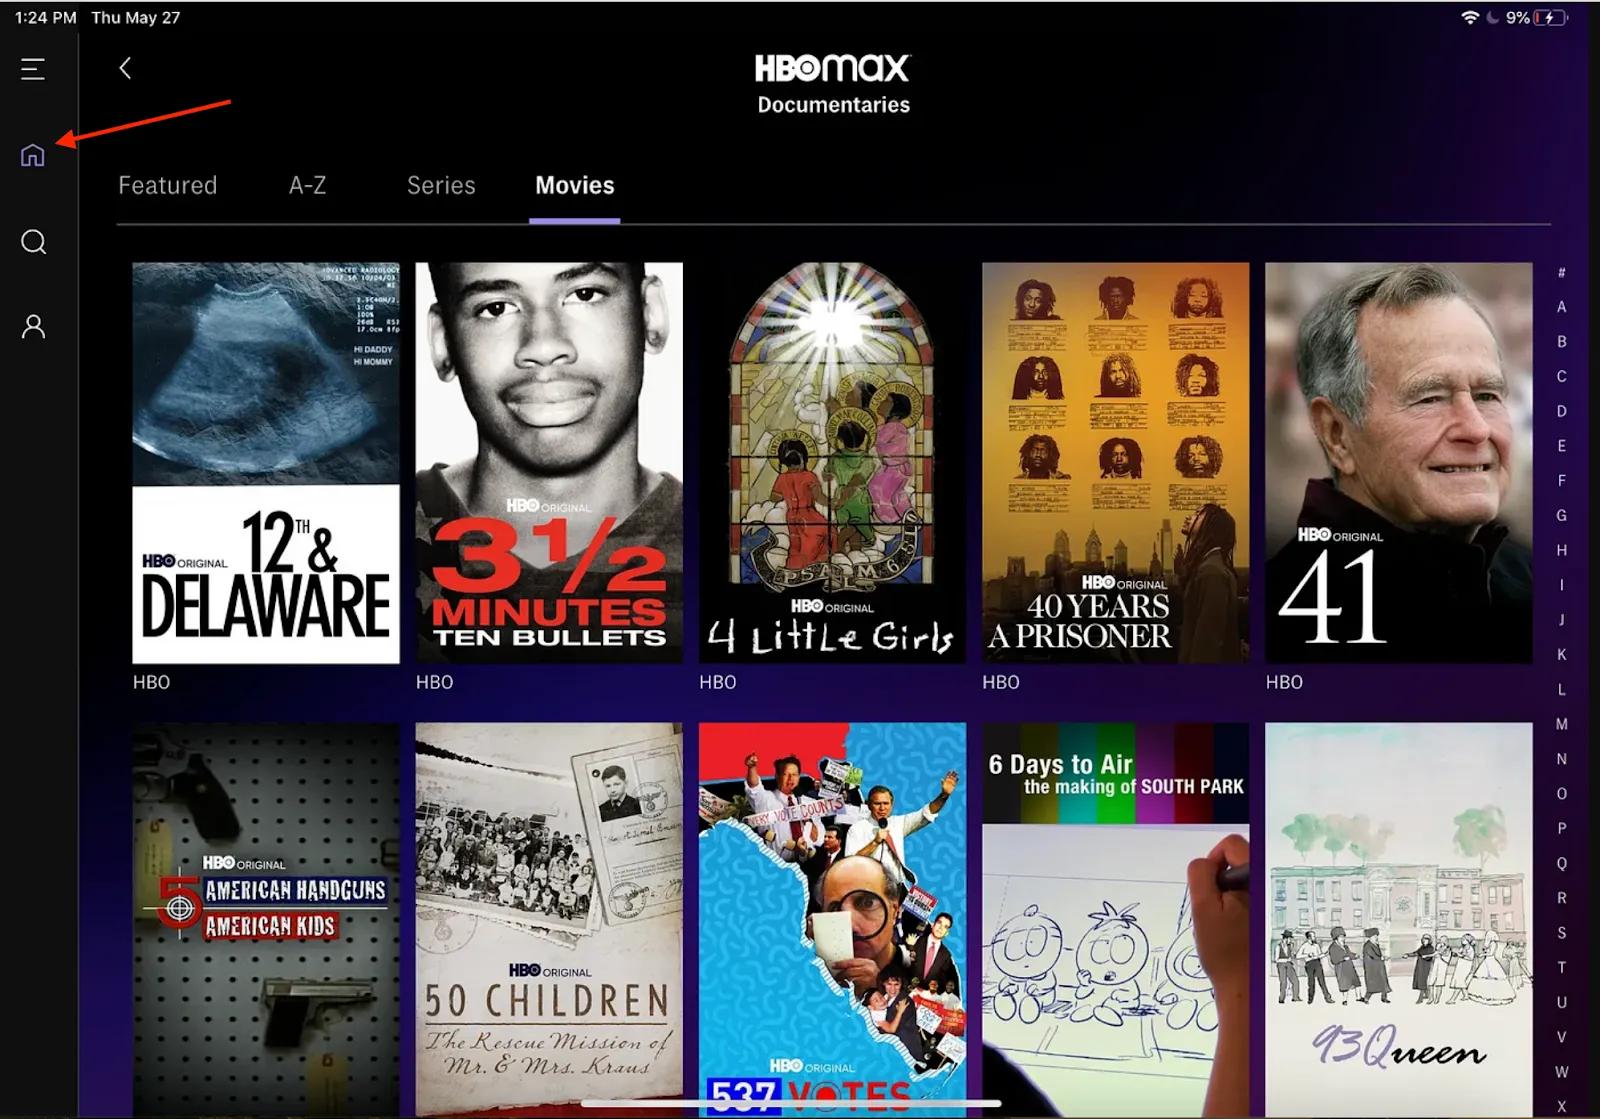 1:24 PM Thu May 27
9%
HBOmax
Documentaries
Featured A-Z Series Movies
ADVANCED RADIOLOGY
HI DADDY
HI MOMMY
HBO ORIGINAL
12TH &
DELAWARE
HBO
HBO ORIGINAL
3 1/2
MINUTES
TEN BULLETS
HBO
PSALM
HBO ORIGINAL
4 LittLe GirLs
HBO
HBO ORIGINAL
40 YEARS
A PRISONER
HBO
HBO ORIGINAL
41
HBO
HBO ORIGINAL
5 AMERICAN HANDGUNS
AMERICAN KIDS
HBO ORIGINAL
50 CHILDREN
The Rescue Mission of
Mr. & Mrs. Kraus
VERY VOTE COUNTS
HBO ORIGINAL
537 VOTES
6 Days to Air
the making of SOUTH PARK
93Queen
#
A
B
C
D
E
F
G
H
I
J
K
L
M
N
O
P
Q
R
S
T
U
V
W
X